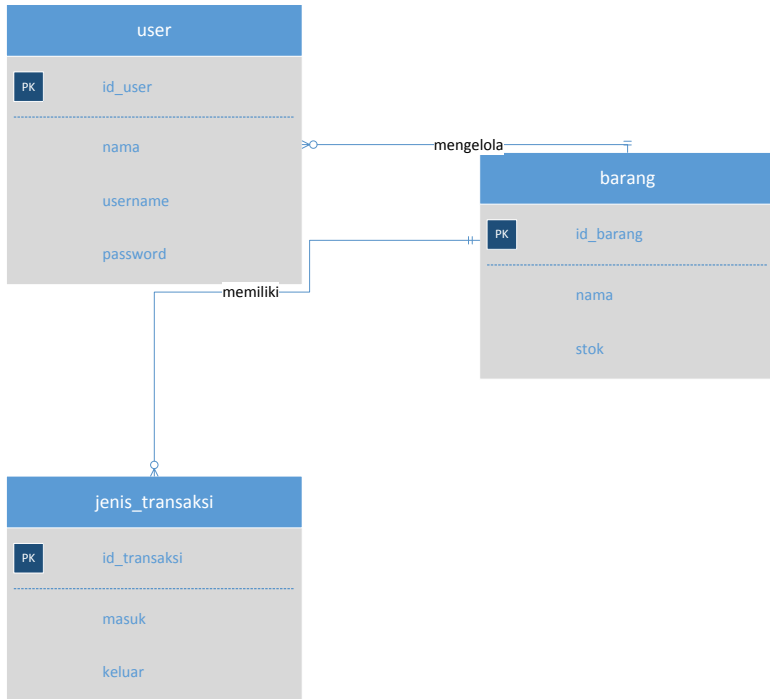 user
PK id_user
nama
username
password
mengelola
barang
PK id_barang
nama
stok
memiliki
jenis_transaksi
PK id_transaksi
masuk
keluar